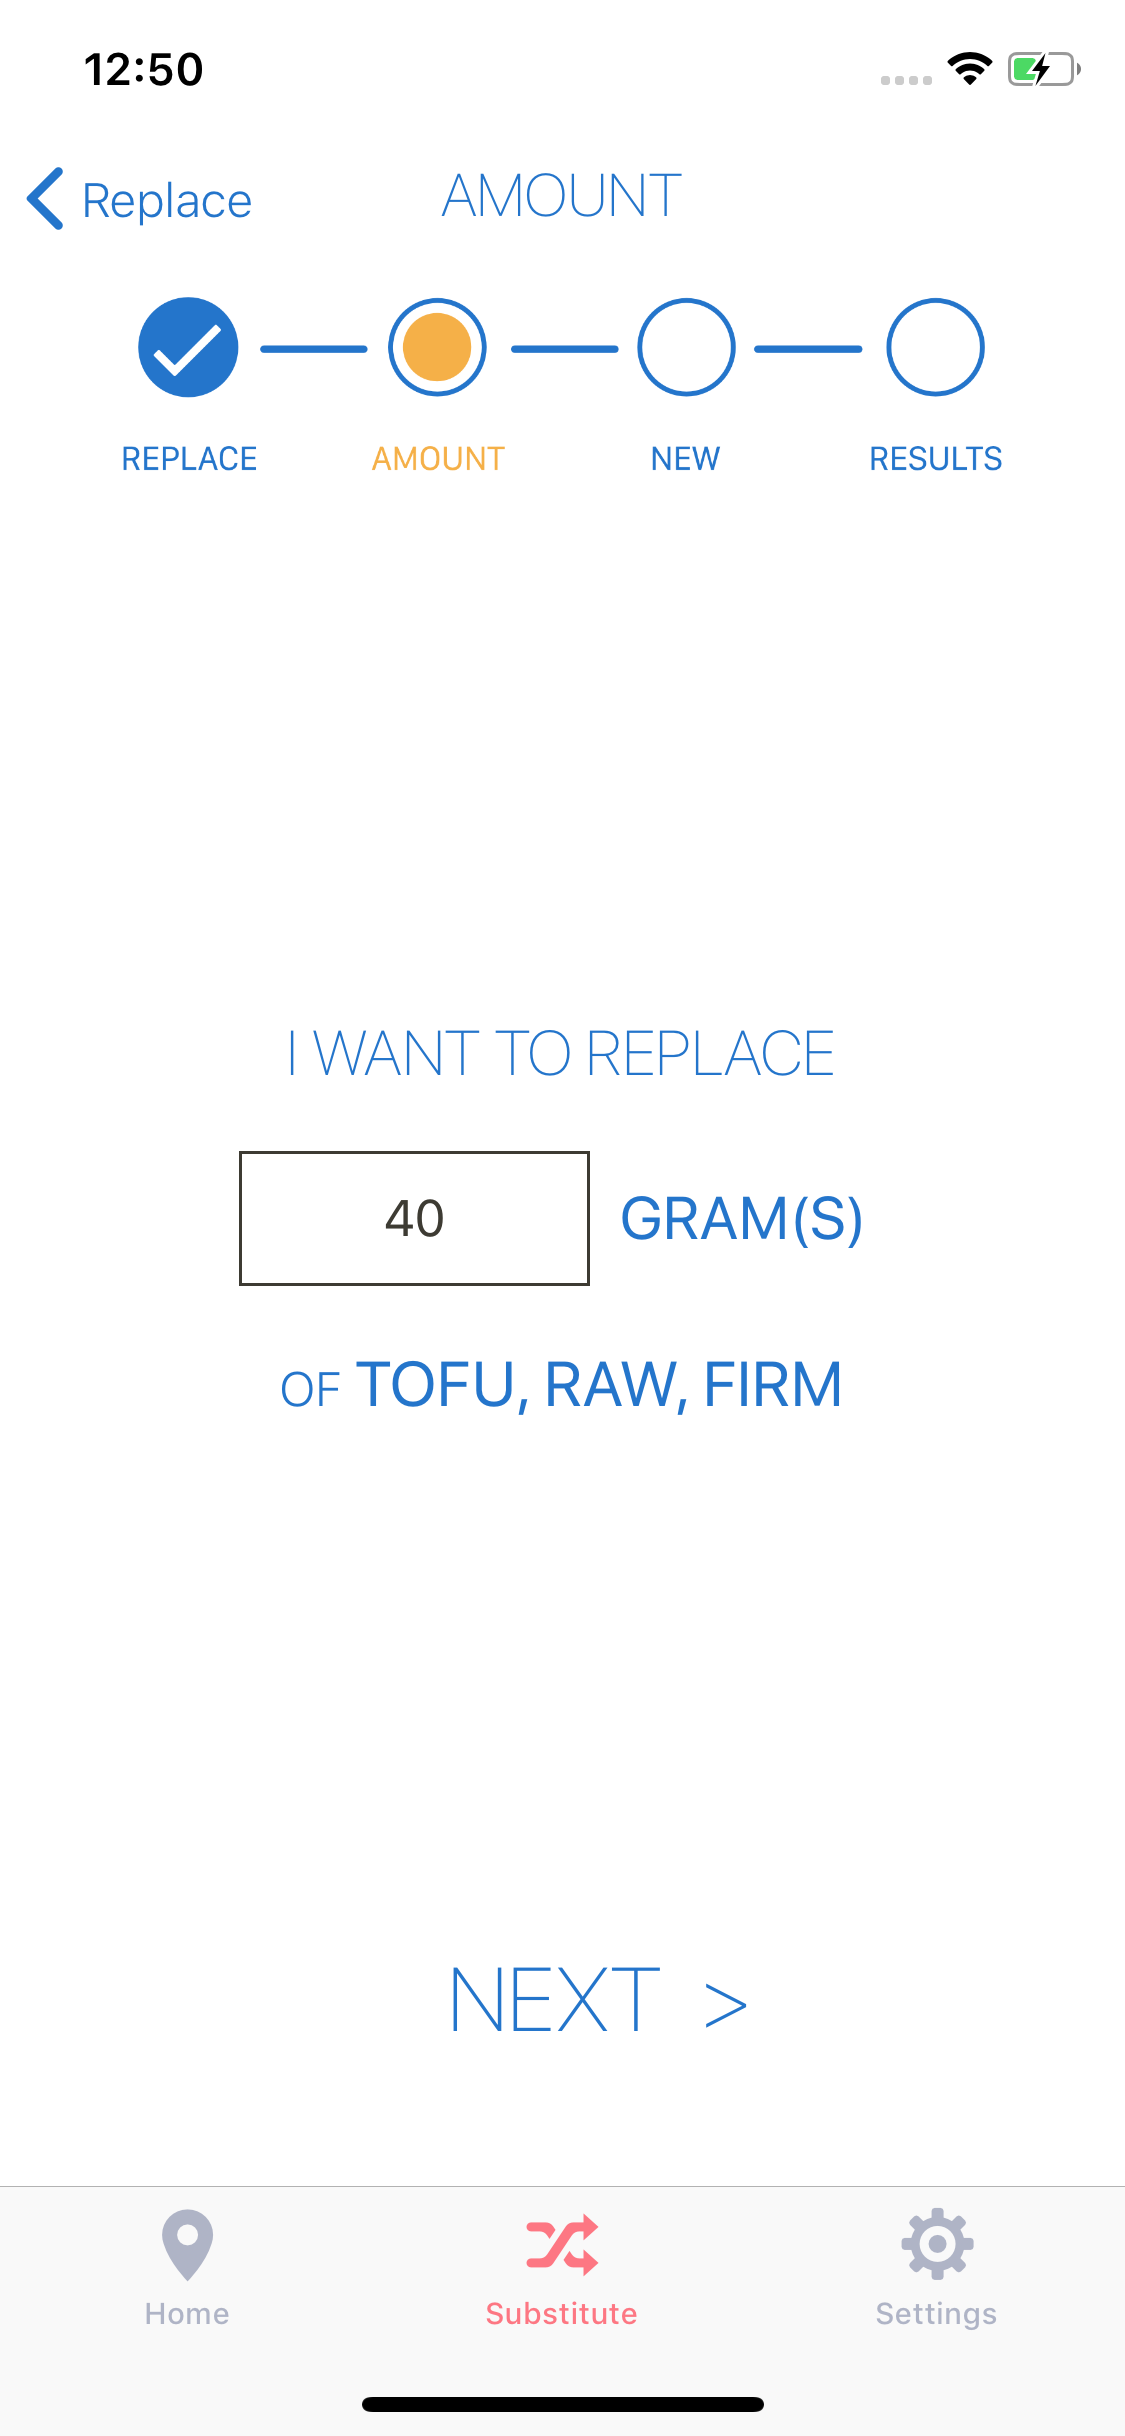 12:50
Replace
AMOUNT
REPLACE
AMOUNT
NEW
RESULTS
I WANT TO REPLACE
40 GRAM(S)
OF TOFU, RAW, FIRM
NEXT >
Home
Substitute
Settings